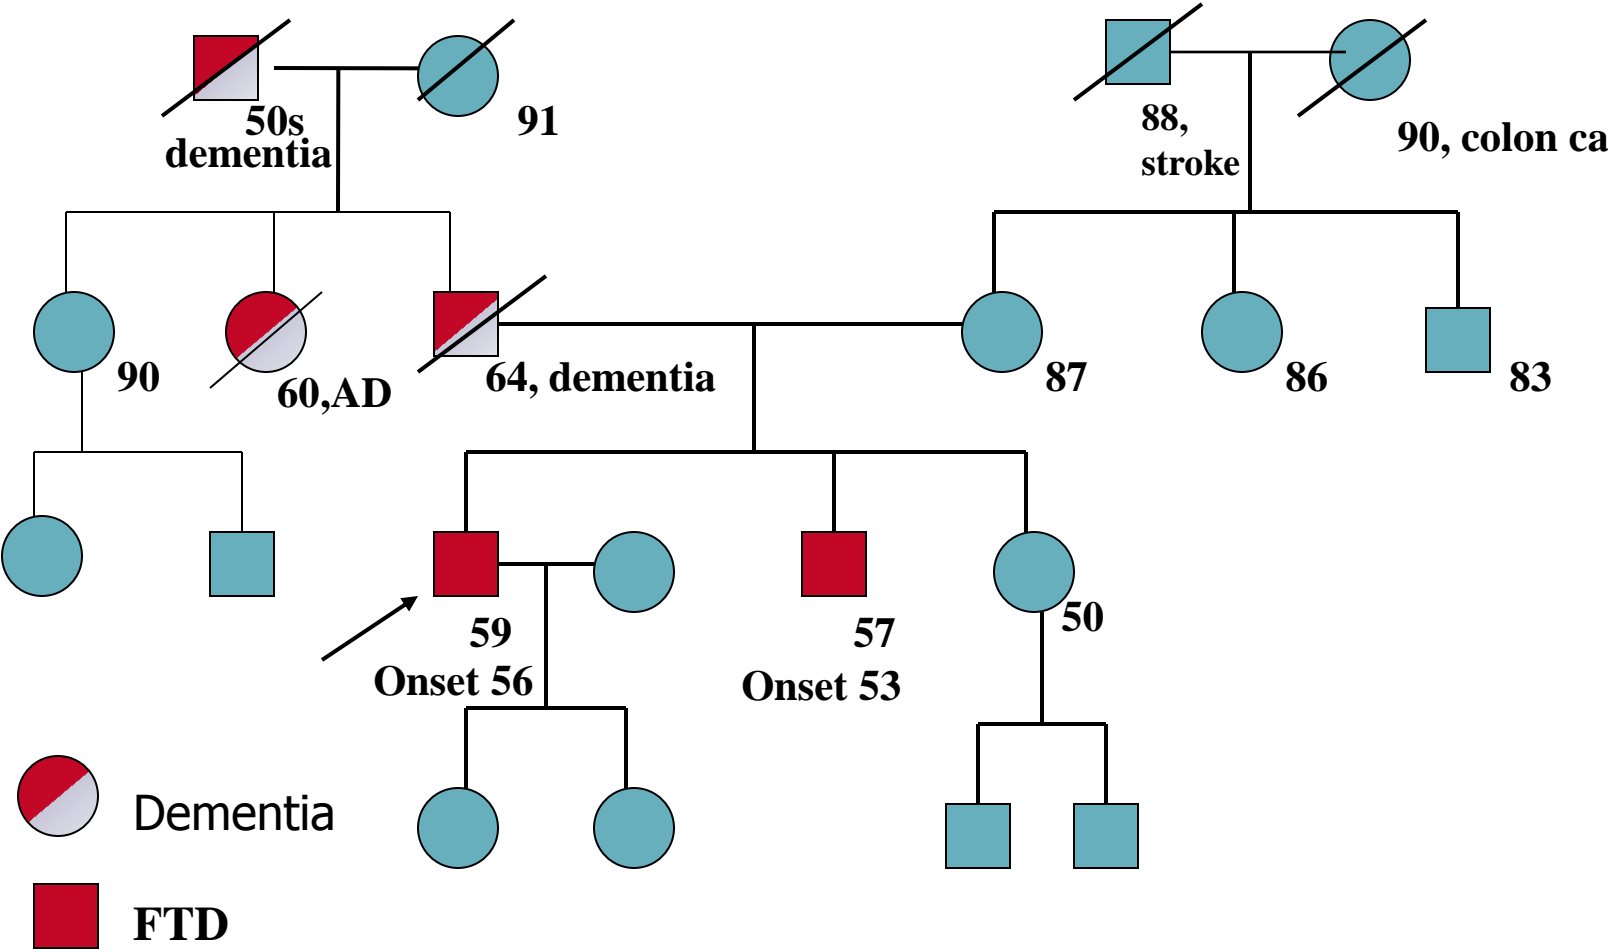 50s
dementia
91
88,
stroke
90, colon ca
90
60,AD
64, dementia
87
86
83
59
Onset 56
57
Onset 53
50
Dementia
FTD